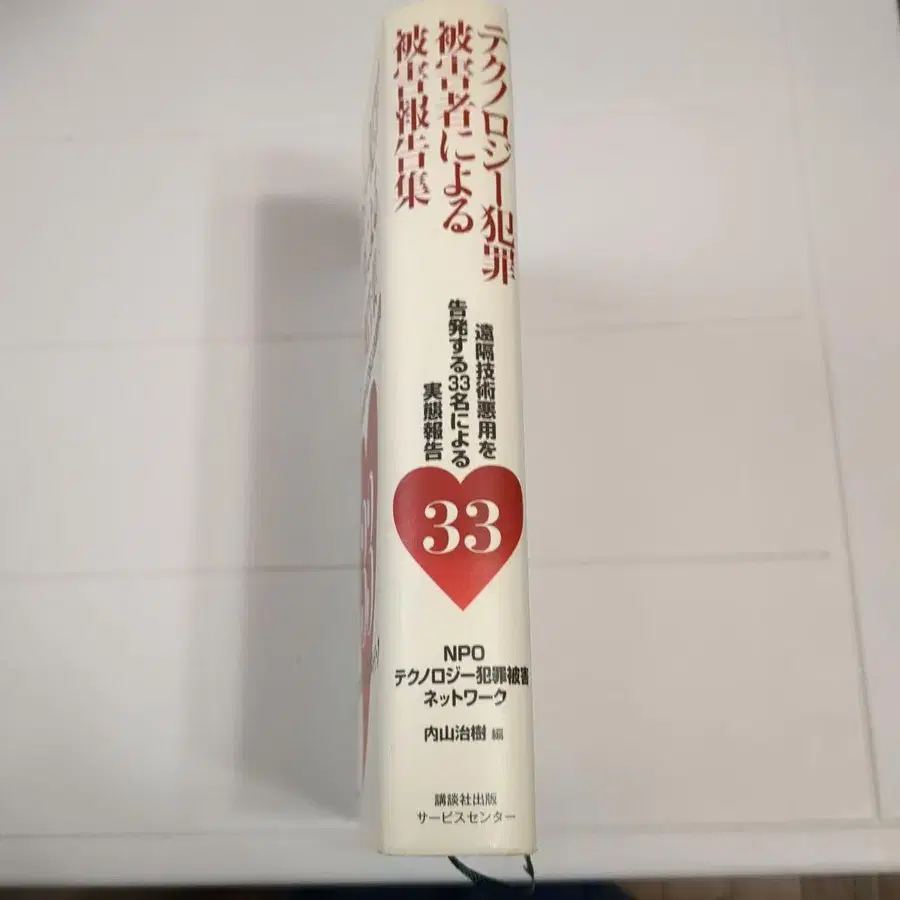 テクノロジー犯罪
被害者による
被害報告集
遠隔技術悪用を
告発する33名による
実態報告
33
NPO
テクノロジー犯罪被害
ネットワーク
内山治樹 編
講談社出版
サービスセンター